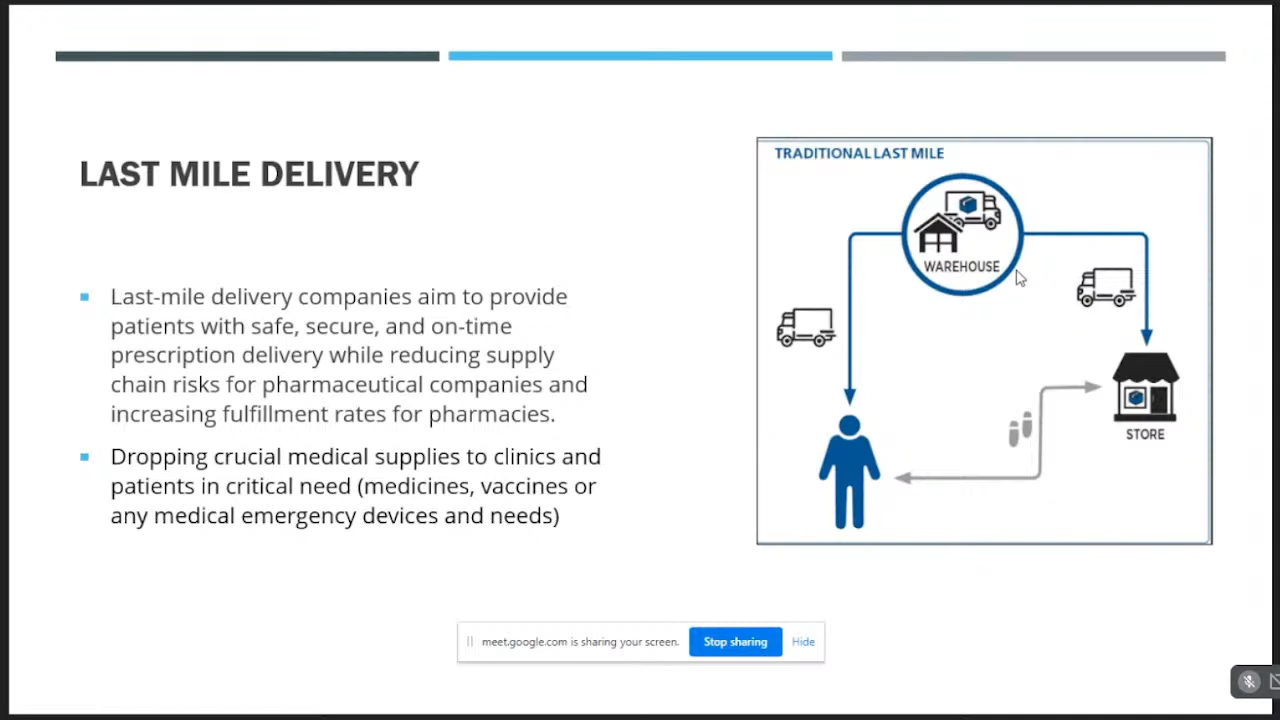 LAST MILE DELIVERY
Last-mile delivery companies aim to provide
patients with safe, secure, and on-time
prescription delivery while reducing supply
chain risks for pharmaceutical companies and
increasing fulfillment rates for pharmacies.
Dropping crucial medical supplies to clinics and
patients in critical need (medicines, vaccines or
any medical emergency devices and needs)
TRADITIONAL LAST MILE
WAREHOUSE
STORE
meet.google.com is sharing your screen.
Stop sharing
Hide